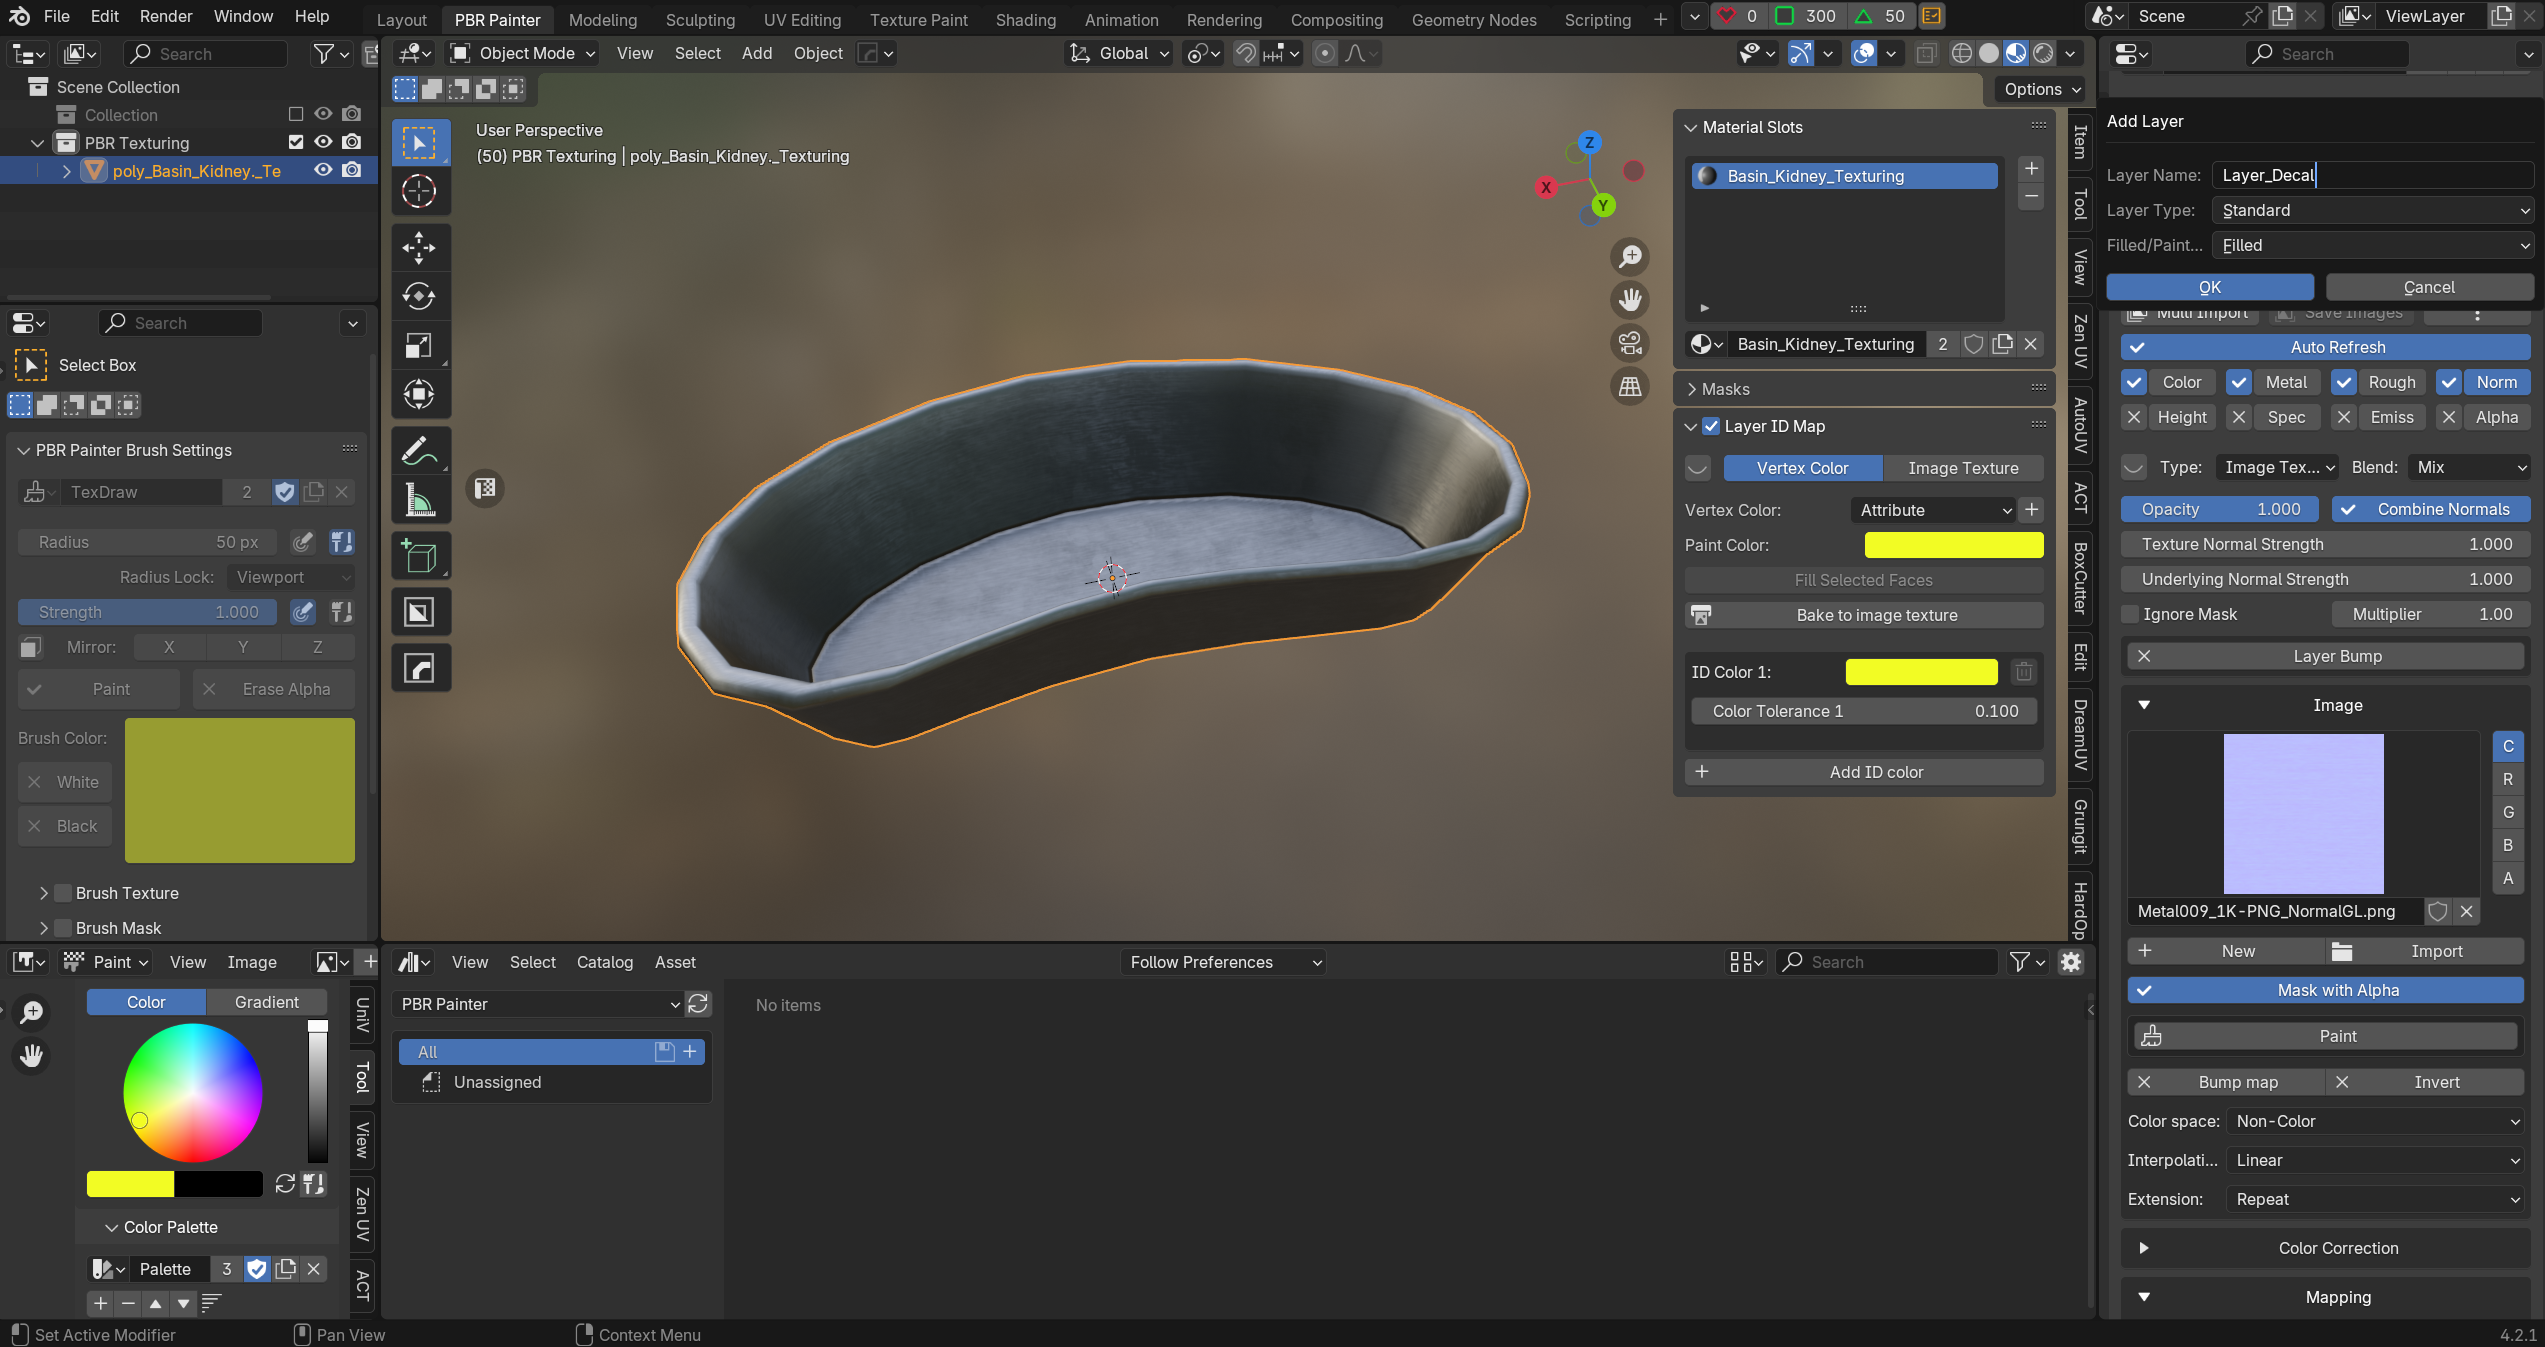 File Edit Render Window Help
Layout PBR Painter Modeling Sculpting UV Editing Texture Paint Shading Animation Rendering Compositing Geometry Nodes Scripting
0 300 50
Scene
ViewLayer
Search
Scene Collection
Collection
PBR Texturing
poly_Basin_Kidney._Te
Search
Select Box
PBR Painter Brush Settings
TexDraw 2
Radius 50 px
Radius Lock: Viewport
Strength 1.000
Mirror: X Y Z
Paint Erase Alpha
Brush Color:
White
Black
Brush Texture
Brush Mask
Paint View Image
Color Gradient
Color Palette
Palette 3
UniV
Tool
View
Zen UV
ACT
Object Mode View Select Add Object
Global
Options
User Perspective
(50) PBR Texturing | poly_Basin_Kidney._Texturing
Z
X
Y
Material Slots
Basin_Kidney_Texturing
Basin_Kidney_Texturing 2
Masks
Layer ID Map
Vertex Color Image Texture
Vertex Color: Attribute
Paint Color:
Fill Selected Faces
Bake to image texture
ID Color 1:
Color Tolerance 1 0.100
Add ID color
Item
Tool
View
Zen UV
AutoUV
ACT
BoxCutter
Edit
DreamUV
Grungit
HardOp
View Select Catalog Asset
Follow Preferences
Search
PBR Painter
No items
All
Unassigned
Search
Add Layer
Layer Name: Layer_Decal
Layer Type: Standard
Filled/Paint... Filled
OK Cancel
Multi Import Save Images
Auto Refresh
Color Metal Rough Norm
Height Spec Emiss Alpha
Type: Image Tex... Blend: Mix
Opacity 1.000 Combine Normals
Texture Normal Strength 1.000
Underlying Normal Strength 1.000
Ignore Mask Multiplier 1.00
Layer Bump
Image
C
R
G
B
A
Metal009_1K-PNG_NormalGL.png
New Import
Mask with Alpha
Paint
Bump map Invert
Color space: Non-Color
Interpolati... Linear
Extension: Repeat
Color Correction
Mapping
Set Active Modifier Pan View Context Menu 4.2.1